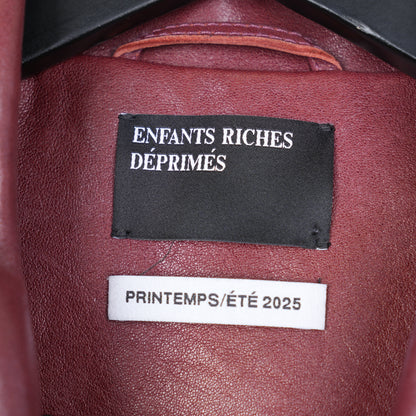 ENFANTS RICHES
DÉPRIMÉS
PRINTEMPS/ÉTÉ 2025